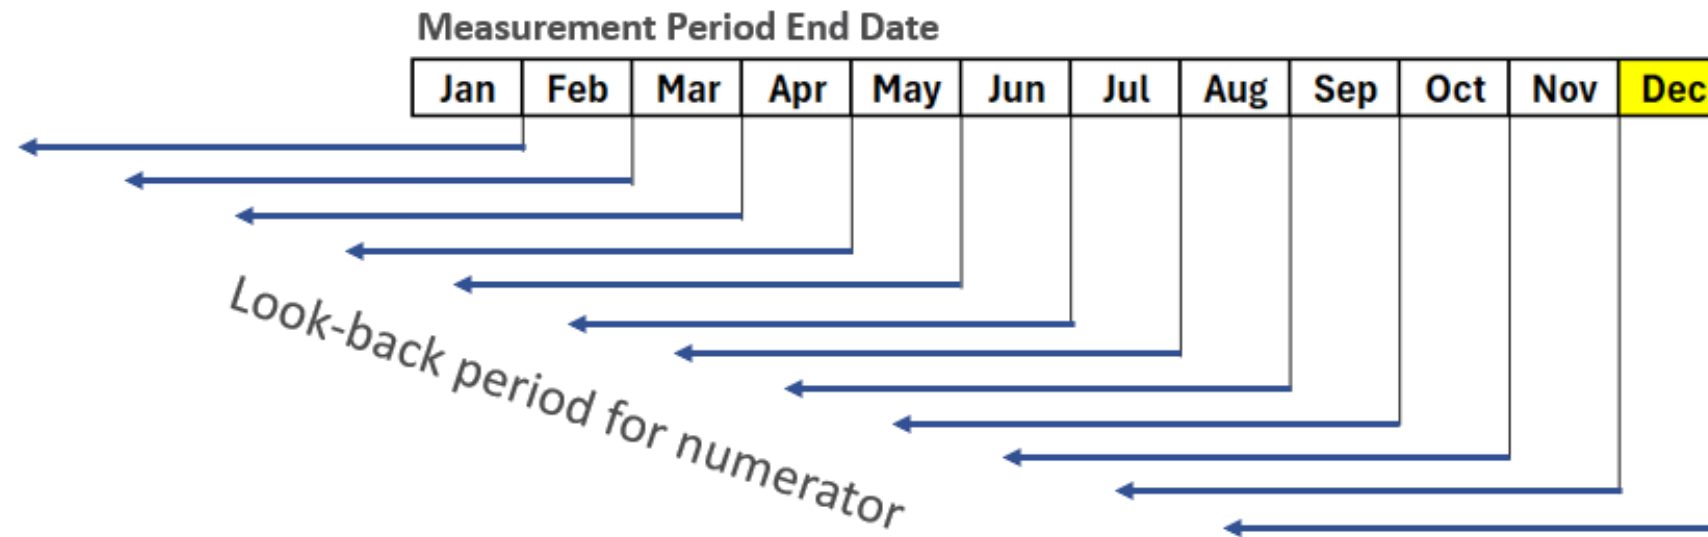 Measurement Period End Date
Jan Feb Mar Apr May Jun Jul Aug Sep Oct Nov Dec
Look-back period for numerator